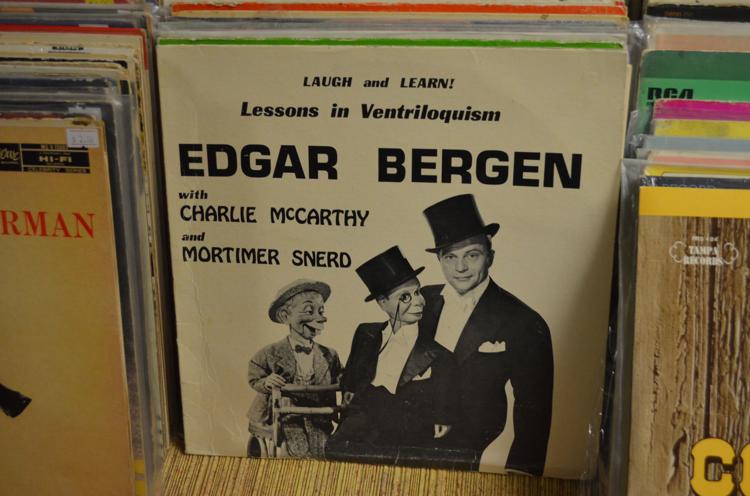 LAUGH and LEARN!
Lessons in Ventriloquism
EDGAR BERGEN
with
CHARLIE McCARTHY
and
MORTIMER SNERD
RMAN
HI-FI
RCA
TAMPA
RECORDS